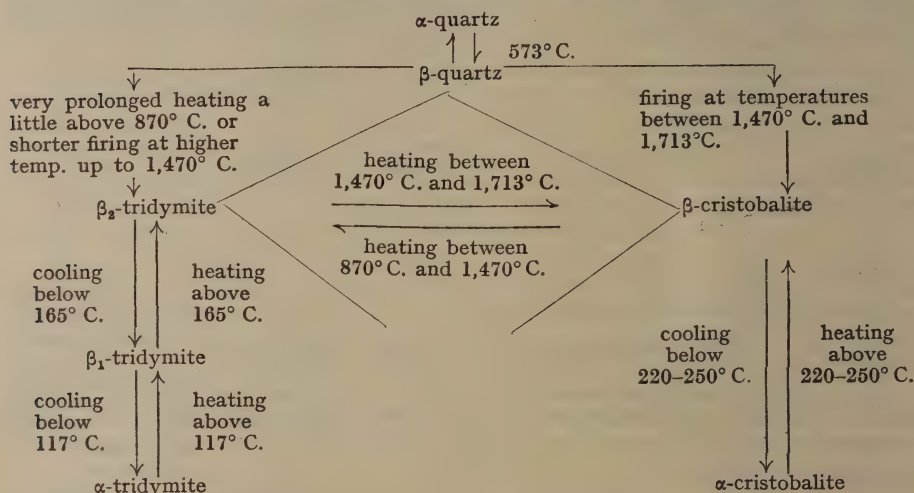 α-quartz
573° C.
β-quartz
very prolonged heating a
little above 870° C. or
shorter firing at higher
temp. up to 1,470° C.
firing at temperatures
between 1,470° C. and
1,713°C.
heating between
1,470° C. and 1,713° C.
β₂-tridymite
β-cristobalite
heating between
870° C. and 1,470° C.
cooling
below
165° C.
heating
above
165° C.
β₁-tridymite
cooling
below
220–250° C.
heating
above
220–250° C.
cooling
below
117° C.
heating
above
117° C.
α-tridymite
α-cristobalite